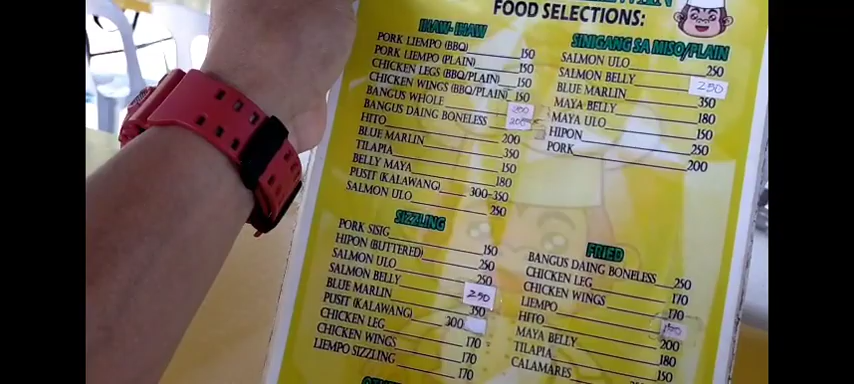 FOOD SELECTIONS:
IHAW-IHAW
PORK LIEMPO (BBQ) 150
PORK LIEMPO (PLAIN) 150
CHICKEN LEGS (BBQ/PLAIN) 150
CHICKEN WINGS (BBQ/PLAIN) 150
BANGUS WHOLE
BANGUS DAING BONELESS 200
HITO 200
BLUE MARLIN 350
TILAPIA 150
BELLY MAYA 180
PUSIT (KALAWANG) 300-350
SALMON ULO 250
SINIGANG SA MISO/PLAIN
SALMON ULO 250
SALMON BELLY 250
BLUE MARLIN 350
MAYA BELLY 180
MAYA ULO 150
HIPON 250
PORK 200
SIZZLING
PORK SISIG 150
HIPON (BUTTERED) 250
SALMON ULO 250
SALMON BELLY 250
BLUE MARLIN 350
PUSIT (KALAWANG) 300
CHICKEN LEG 170
CHICKEN WINGS 170
LIEMPO SIZZLING 170
FRIED
BANGUS DAING BONELESS 250
CHICKEN LEG 170
CHICKEN WINGS 170
LIEMPO
HITO 200
MAYA BELLY 180
TILAPIA 150
CALAMARES